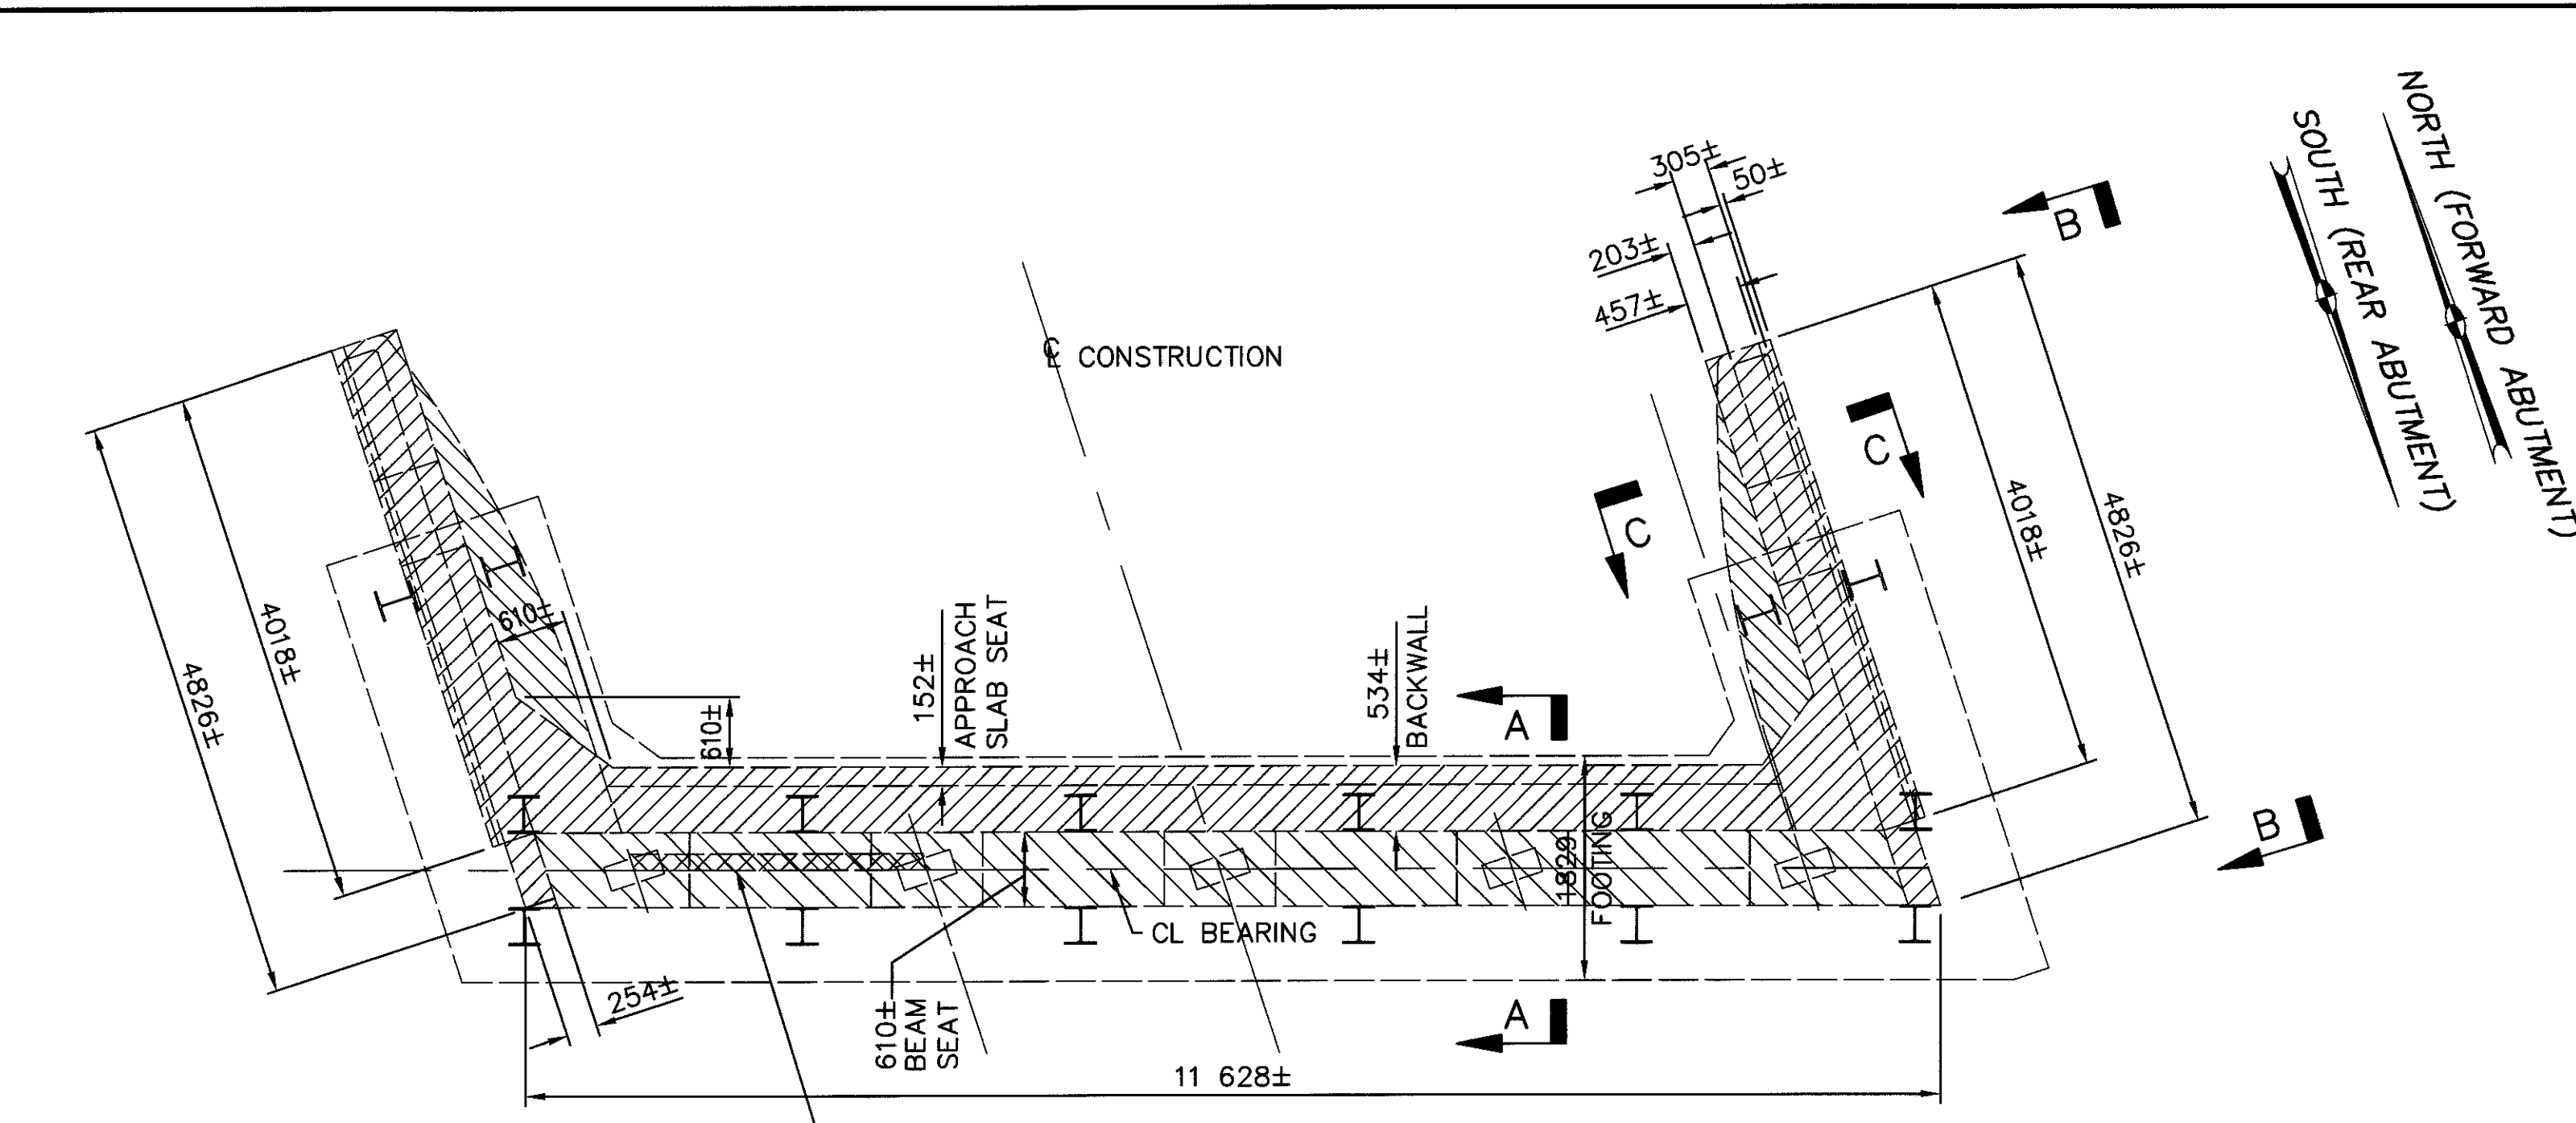 305±
50±
203±
457±
B
NORTH (FORWARD ABUTMENT)
SOUTH (REAR ABUTMENT)
℄ CONSTRUCTION
C
C
4018±
4826±
4018±
4826±
610±
610±
152±
APPROACH
SLAB SEAT
534±
BACKWALL
A
B
1829
FOOTING
CL BEARING
254±
610±
BEAM
SEAT
A
11 628±